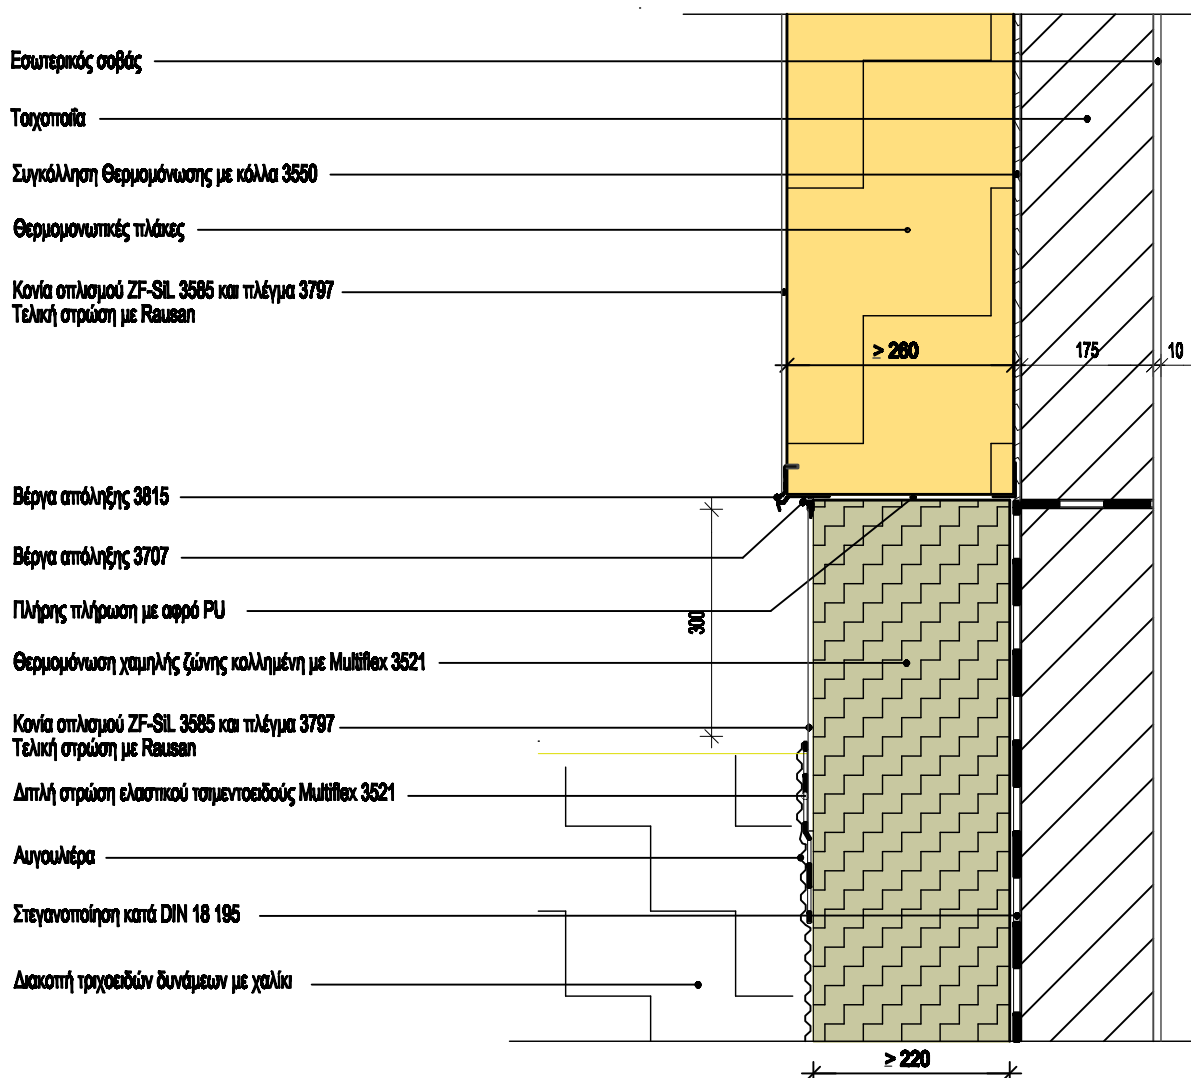 Εσωτερικός σοβάς
Τοιχοποιΐα
Συγκόλληση Θερμομόνωσης με κόλλα 3550
Θερμομονωτικές πλάκες
Κονία οπλισμού ZF-SiL 3585 και πλέγμα 3797
Τελική στρώση με Rausan
≥ 260
175
10
Βέργα απόληξης 3815
Βέργα απόληξης 3707
Πλήρης πλήρωση με αφρό PU
300
Θερμομόνωση χαμηλής ζώνης κολλημένη με Multiflex 3521
Κονία οπλισμού ZF-SiL 3585 και πλέγμα 3797
Τελική στρώση με Rausan
Διπλή στρώση ελαστικού τσιμεντοειδούς Multiflex 3521
Αυγουλιέρα
Στεγανοποίηση κατά DIN 18 195
Διακοπή τριχοειδών δυνάμεων με χαλίκι
≥ 220